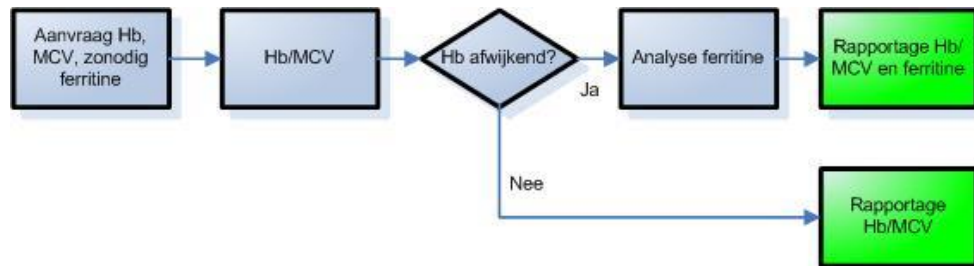 Aanvraag Hb,
MCV, zonodig
ferritine
Hb/MCV
Hb afwijkend?
Ja
Analyse ferritine
Rapportage Hb/
MCV en ferritine
Nee
Rapportage
Hb/MCV